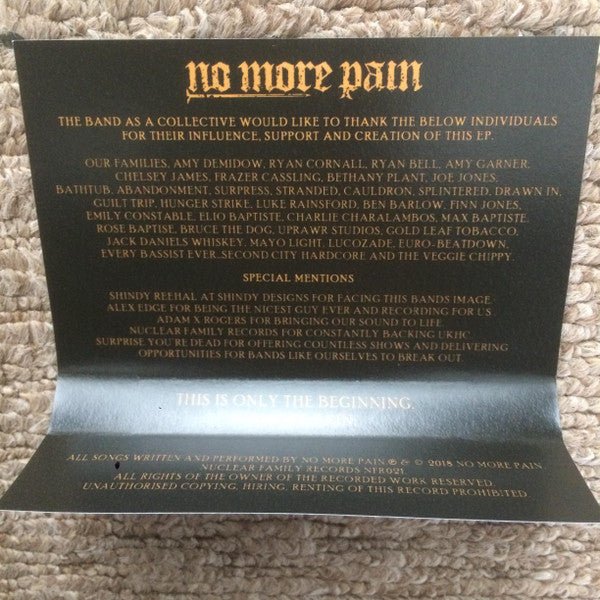 no more pain
THE BAND AS A COLLECTIVE WOULD LIKE TO THANK THE BELOW INDIVIDUALS
FOR THEIR INFLUENCE, SUPPORT AND CREATION OF THIS EP.
OUR FAMILIES, AMY DEMIDOW, RYAN CORNALL, RYAN BELL, AMY GARNER,
CHELSEY JAMES, FRAZER CASSLING, BETHANY PLANT, JOE JONES,
BATHTUB, ABANDONMENT, SURPRESS, STRANDED, CAULDRON, SPLINTERED, DRAWN IN,
GUILT TRIP, HUNGER STRIKE, LUKE RAINSFORD, BEN BARLOW, FINN JONES,
EMILY CONSTABLE, ELIO BAPTISTE, CHARLIE CHARALAMBOS, MAX BAPTISTE,
ROSE BAPTISE, BRUCE THE DOG, UPRAWR STUDIOS, GOLD LEAF TOBACCO,
JACK DANIELS WHISKEY, MAYO LIGHT, LUCOZADE, EURO-BEATDOWN,
EVERY BASSIST EVER..SECOND CITY HARDCORE AND THE VEGGIE CHIPPY.
SPECIAL MENTIONS
SHINDY REEHAL AT SHINDY DESIGNS FOR FACING THIS BANDS IMAGE.
ALEX EDGE FOR BEING THE NICEST GUY EVER AND RECORDING FOR US
ADAM X ROGERS FOR BRINGING OUR SOUND TO LIFE.
NUCLEAR FAMILY RECORDS FOR CONSTANTLY BACKING UKHC
SURPRISE YOU'RE DEAD FOR OFFERING COUNTLESS SHOWS AND DELIVERING
OPPORTUNITIES FOR BANDS LIKE OURSELVES TO BREAK OUT
THIS IS ONLY THE BEGINNING.
ALL SONGS WRITTEN AND PERFORMED BY NO MORE PAIN ℗ & © 2018 NO MORE PAIN.
NUCLEAR FAMILY RECORDS NFR021.
ALL RIGHTS OF THE OWNER OF THE RECORDED WORK RESERVED.
UNAUTHORISED COPYING, HIRING, RENTING OF THIS RECORD PROHIBITED.